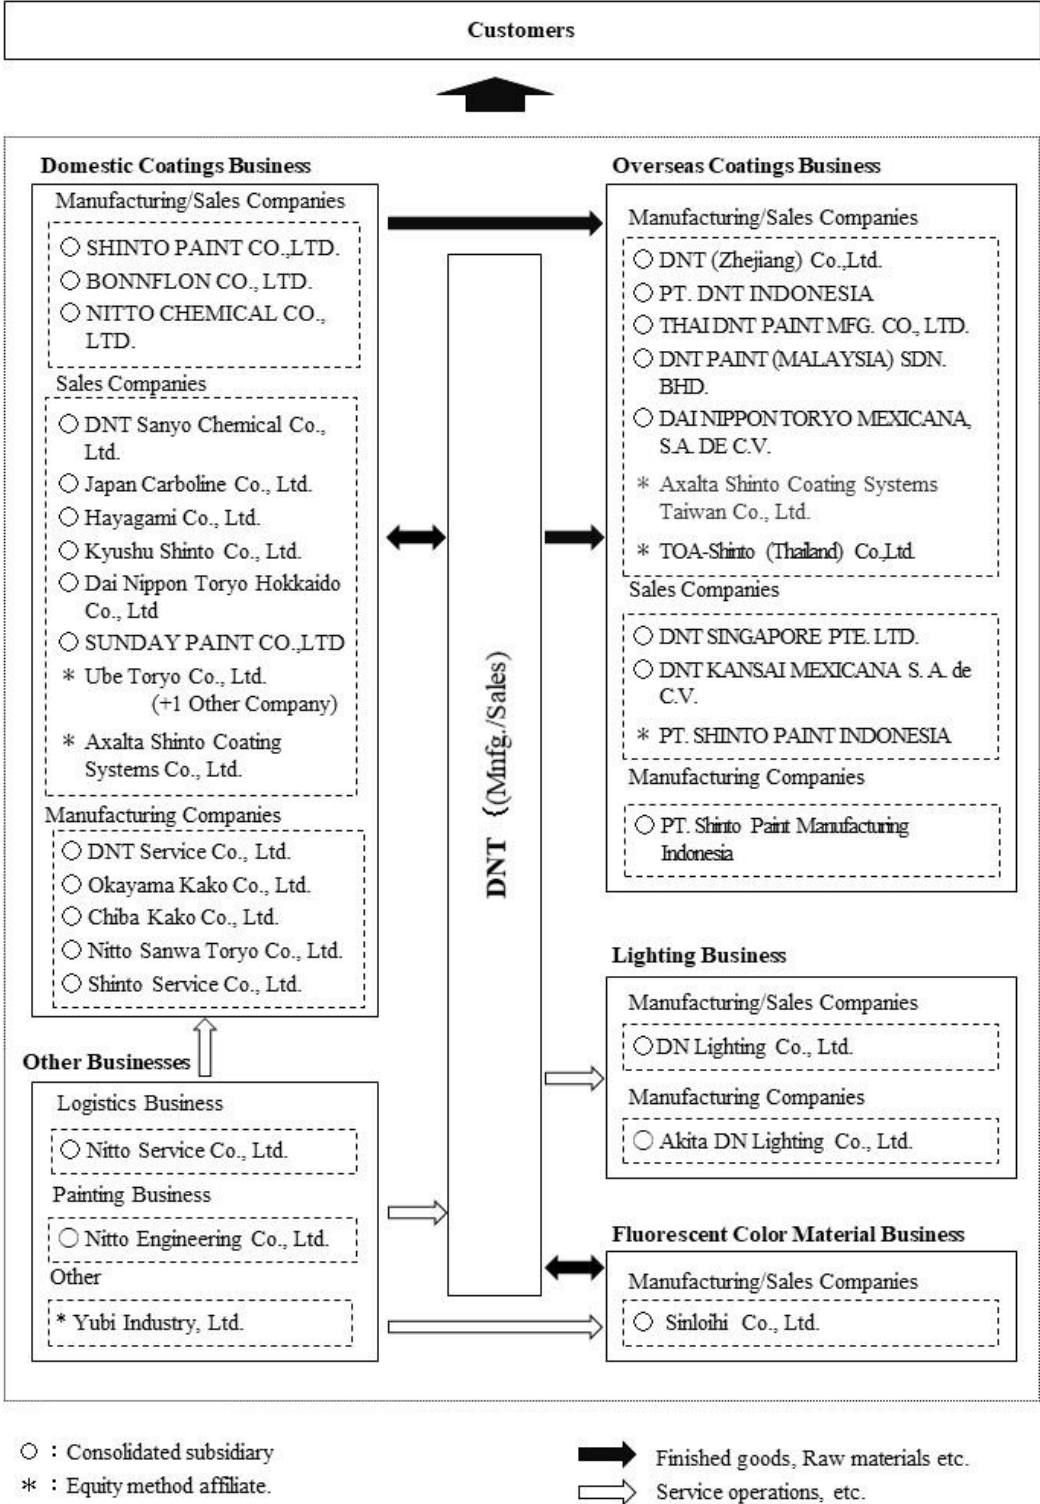 Customers
Domestic Coatings Business
Manufacturing/Sales Companies
○ SHINTO PAINT CO.,LTD.
○ BONNFLON CO., LTD.
○ NITTO CHEMICAL CO.,
LTD.
Sales Companies
○ DNT Sanyo Chemical Co.,
Ltd.
○ Japan Carboline Co., Ltd.
○ Hayagami Co., Ltd.
○ Kyushu Shinto Co., Ltd.
○ Dai Nippon Toryo Hokkaido
Co., Ltd
○ SUNDAY PAINT CO.,LTD
* Ube Toryo Co., Ltd.
(+1 Other Company)
* Axalta Shinto Coating
Systems Co., Ltd.
Manufacturing Companies
○ DNT Service Co., Ltd.
○ Okayama Kako Co., Ltd.
○ Chiba Kako Co., Ltd.
○ Nitto Sanwa Toryo Co., Ltd.
○ Shinto Service Co., Ltd.
Other Businesses
Logistics Business
○ Nitto Service Co., Ltd.
Painting Business
○ Nitto Engineering Co., Ltd.
Other
* Yubi Industry, Ltd.
DNT {(Mnfg./Sales)
Overseas Coatings Business
Manufacturing/Sales Companies
○ DNT (Zhejiang) Co.,Ltd.
○ PT. DNT INDONESIA
○ THAI DNT PAINT MFG. CO., LTD.
○ DNT PAINT (MALAYSIA) SDN.
BHD.
○ DAI NIPPON TORYO MEXICANA,
S.A. DE C.V.
* Axalta Shinto Coating Systems
Taiwan Co., Ltd.
* TOA-Shinto (Thailand) Co.,Ltd.
Sales Companies
○ DNT SINGAPORE PTE. LTD.
○ DNT KANSAI MEXICANA S. A. de
C.V.
* PT. SHINTO PAINT INDONESIA
Manufacturing Companies
○ PT. Shinto Paint Manufacturing
Indonesia
Lighting Business
Manufacturing/Sales Companies
○ DN Lighting Co., Ltd.
Manufacturing Companies
○ Akita DN Lighting Co., Ltd.
Fluorescent Color Material Business
Manufacturing/Sales Companies
○ Sinloihi Co., Ltd.
○ : Consolidated subsidiary
* : Equity method affiliate.
Finished goods, Raw materials etc.
Service operations, etc.